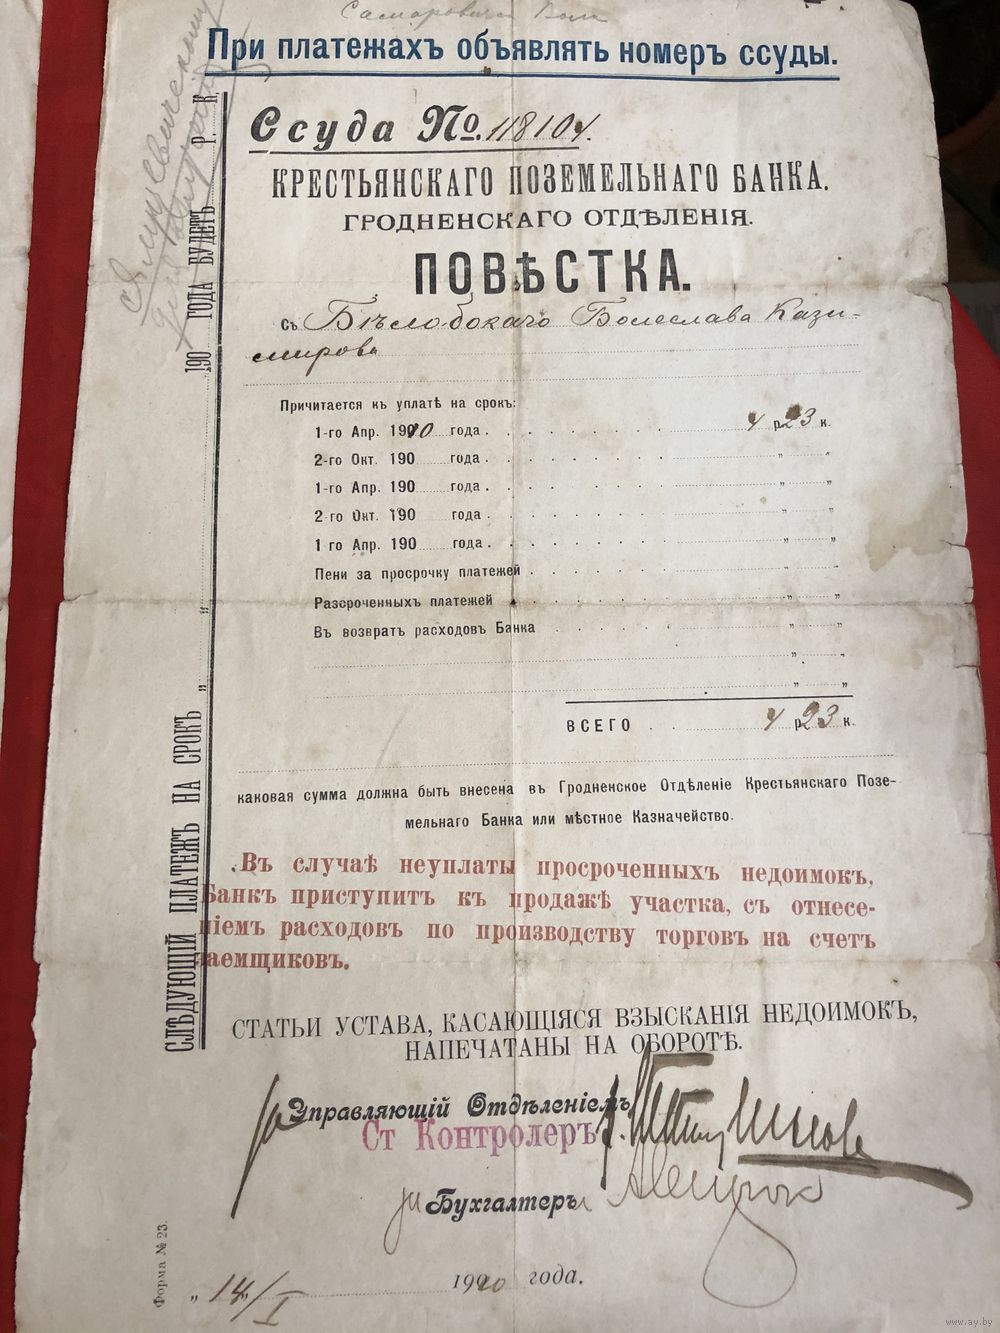 При платежахъ объявлять номеръ ссуды.
Ссуда №. 118104.
КРЕСТЬЯНСКАГО ПОЗЕМЕЛЬНАГО БАНКА.
ГРОДНЕНСКАГО ОТДѢЛЕНІЯ.
ПОВѢСТКА.
Съ Бѣлобокаго Болеслава Кази-
мирова
Причитается къ уплатѣ на срокъ:
1-го Апр. 1910 года 4 р. 23 к.
2-го Окт. 190 года „ „
1-го Апр. 190 года „ „
2-го Окт. 190 года „ „
1-го Апр. 190 года „ „
Пени за просрочку платежей „ „
Разсроченныхъ платежей „ „
Въ возвратъ расходовъ Банка „ „
„ „
„ „
ВСЕГО 4 р. 23 к.
каковая сумма должна быть внесена въ Гродненское Отдѣленіе Крестьянскаго Позе-
мельнаго Банка или мѣстное Казначейство.
Въ случаѣ неуплаты просроченныхъ недоимокъ,
Банкъ приступитъ къ продажѣ участка, съ отнесе-
ніемъ расходовъ по производству торговъ на счетъ
заемщиковъ.
СТАТЬИ УСТАВА, КАСАЮЩІЯСЯ ВЗЫСКАНІЯ НЕДОИМОКЪ,
НАПЕЧАТАНЫ НА ОБОРОТѢ.
за Управляющій Отдѣленіемъ
Ст Контролеръ
за Бухгалтеръ
„14/I 1910 года.
СЛѢДУЮЩІЙ ПЛАТЕЖЪ НА СРОКЪ „ „ 190 ГОДА БУДЕТЪ Р. К.
Форма № 23.
www.ay.by